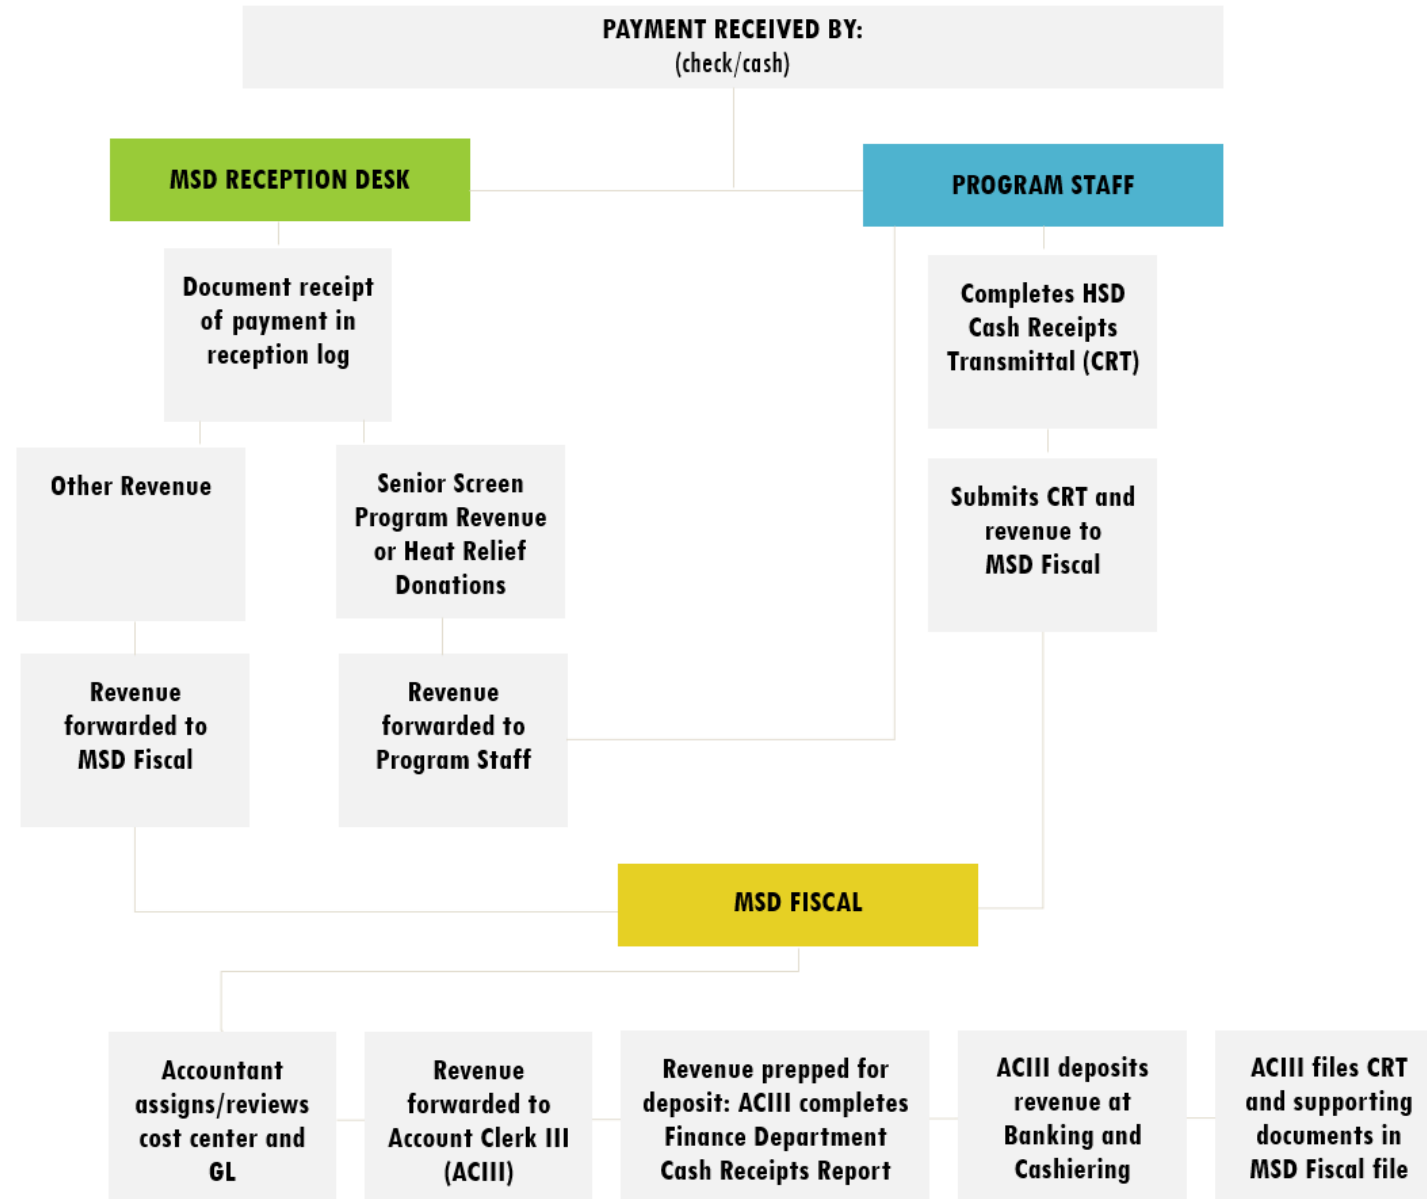 PAYMENT RECEIVED BY:
(check/cash)
MSD RECEPTION DESK
PROGRAM STAFF
Document receipt
of payment in
reception log
Completes HSD
Cash Receipts
Transmittal (CRT)
Other Revenue
Senior Screen
Program Revenue
or Heat Relief
Donations
Submits CRT and
revenue to
MSD Fiscal
Revenue
forwarded to
MSD Fiscal
Revenue
forwarded to
Program Staff
MSD FISCAL
Accountant
assigns/reviews
cost center and
GL
Revenue
forwarded to
Account Clerk III
(ACIII)
Revenue prepped for
deposit: ACIII completes
Finance Department
Cash Receipts Report
ACIII deposits
revenue at
Banking and
Cashiering
ACIII files CRT
and supporting
documents in
MSD Fiscal file